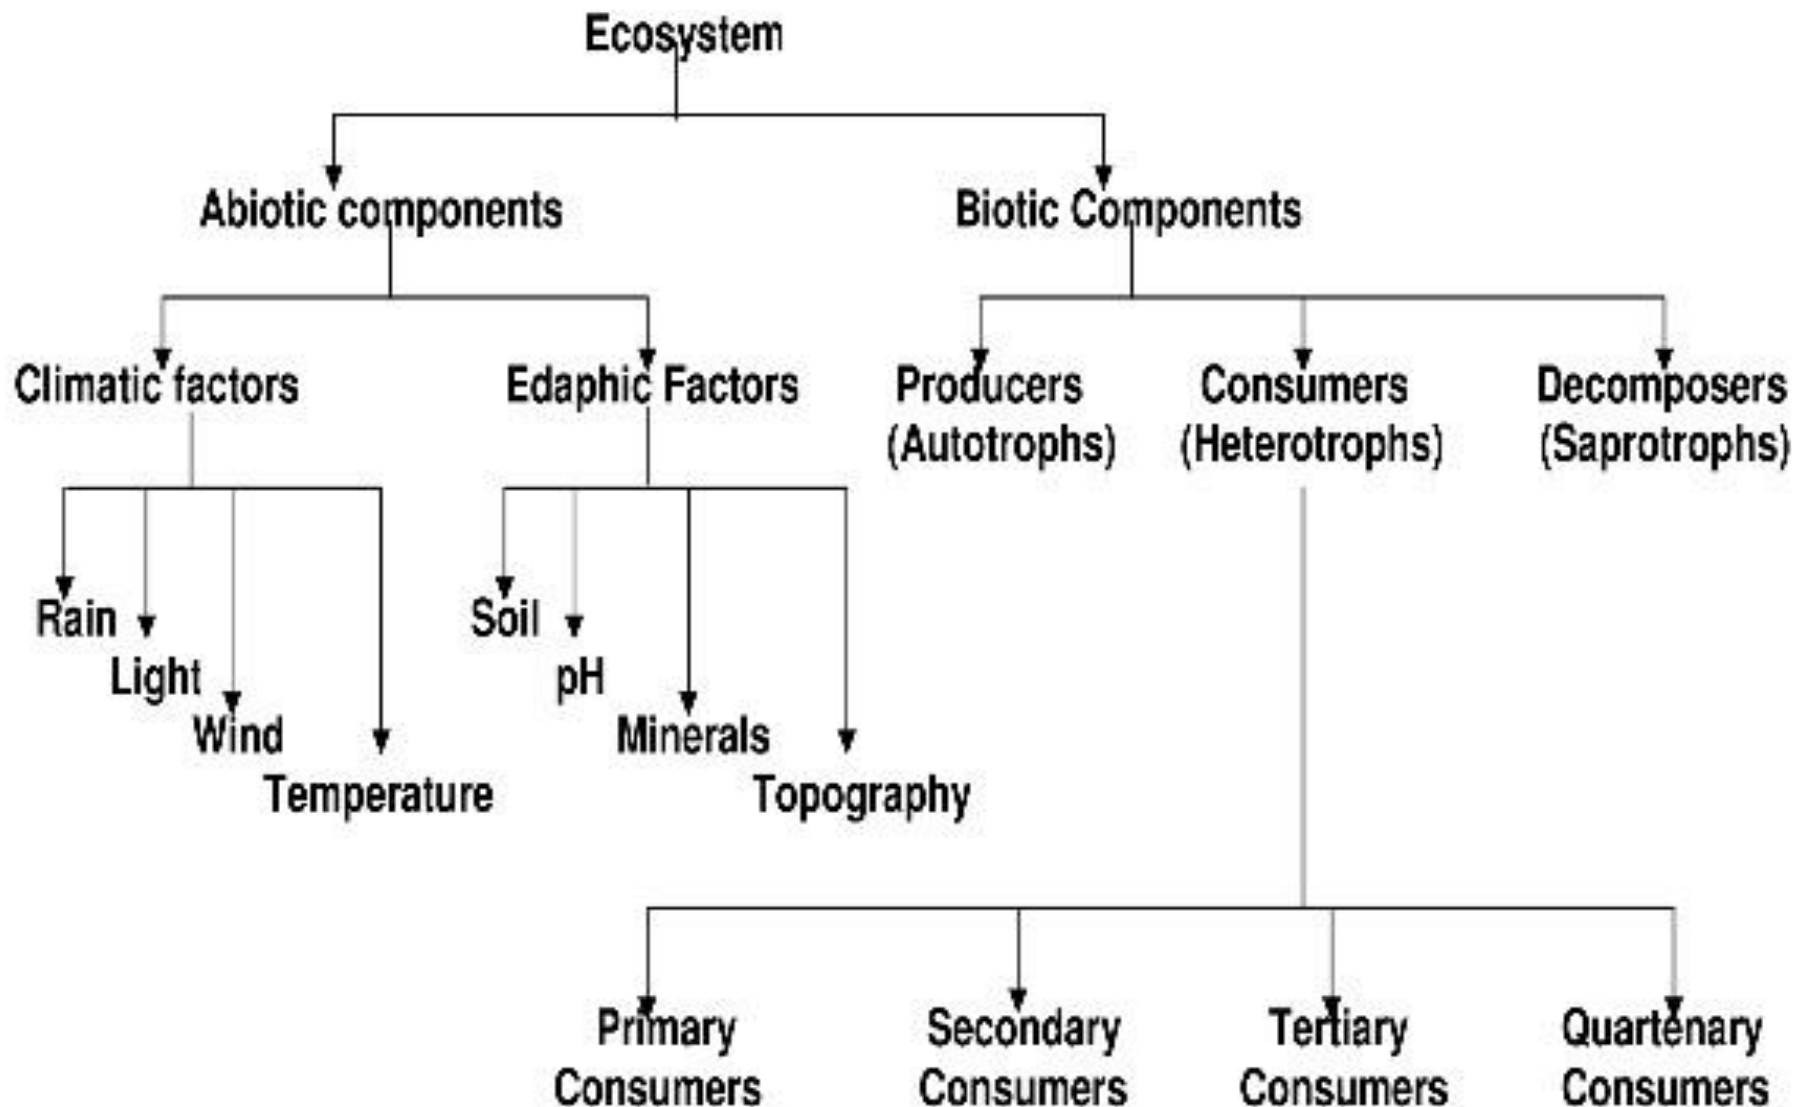 Ecosystem
Abiotic components
Biotic Components
Climatic factors
Edaphic Factors
Producers
(Autotrophs)
Consumers
(Heterotrophs)
Decomposers
(Saprotrophs)
Rain
Light
Wind
Temperature
Soil
pH
Minerals
Topography
Primary
Consumers
Secondary
Consumers
Tertiary
Consumers
Quartenary
Consumers